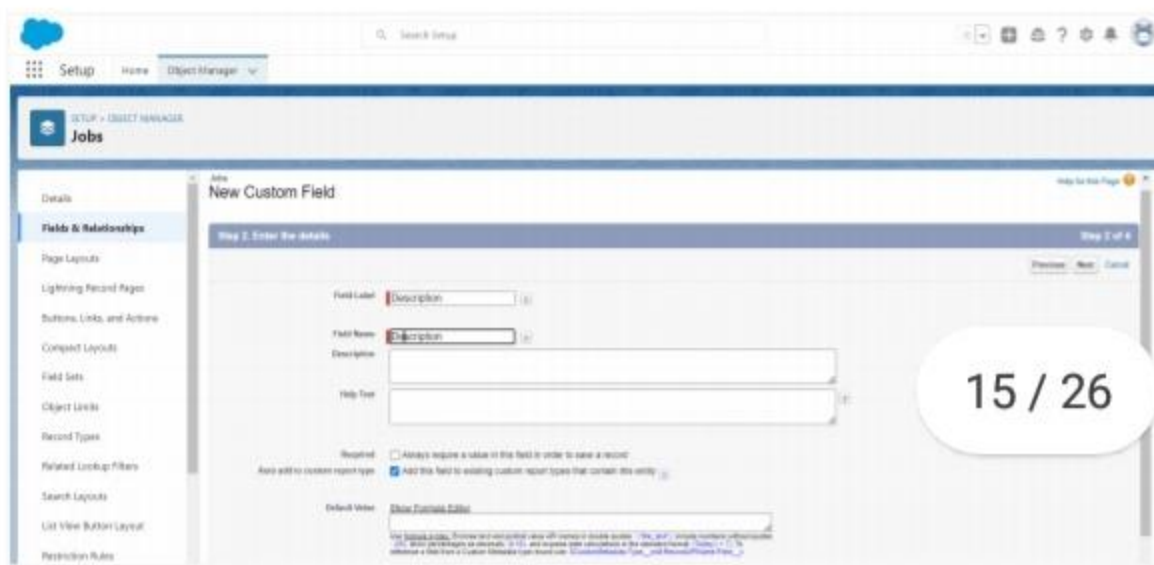 Search Setup
Setup Home Object Manager
SETUP > OBJECT MANAGER
Jobs
Details
Fields & Relationships
Page Layouts
Lightning Record Pages
Buttons, Links, and Actions
Compact Layouts
Field Sets
Object Limits
Record Types
Related Lookup Filters
Search Layouts
List View Button Layout
Restriction Rules
Jobs
New Custom Field
Help for this Page
Step 2. Enter the details
Step 2 of 4
Previous Next Cancel
Field Label Description
Field Name Description
Description
Help Text
Required Always require a value in this field in order to save a record
Auto add to custom report type Add this field to existing custom report types that contain this entity
Default Value Show Formula Editor
15 / 26